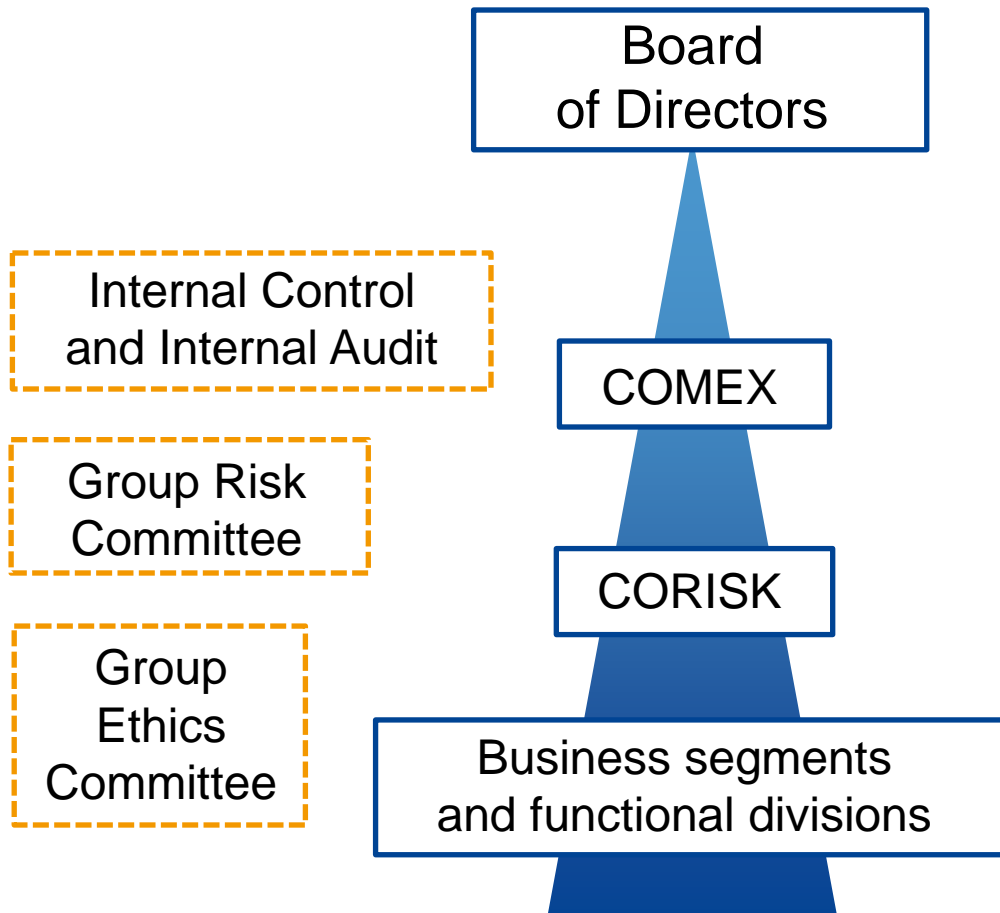 Board
of Directors
Internal Control
and Internal Audit
COMEX
Group Risk
Committee
CORISK
Group
Ethics
Committee
Business segments
and functional divisions